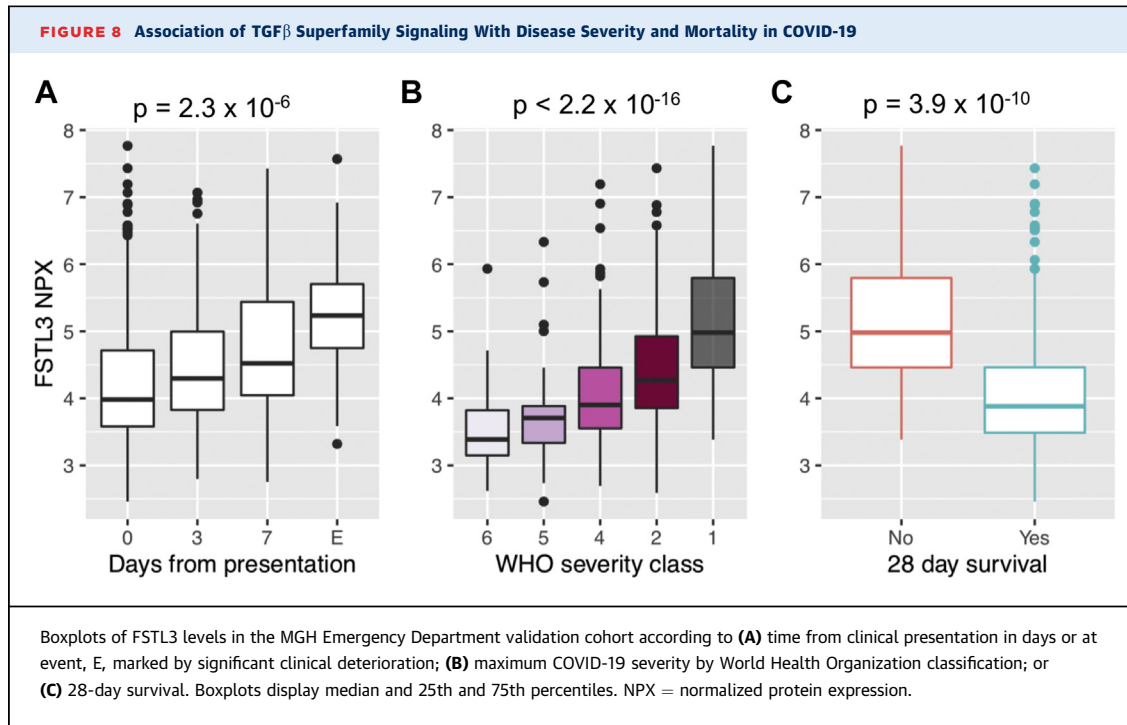 FIGURE 8 Association of TGFβ Superfamily Signaling With Disease Severity and Mortality in COVID-19
A
p = 2.3 x 10-6
FSTL3 NPX
8
7
6
5
4
3
0 3 7 E
Days from presentation
B
p < 2.2 x 10-16
8
7
6
5
4
3
6 5 4 2 1
WHO severity class
C
p = 3.9 x 10-10
8
7
6
5
4
3
No Yes
28 day survival
Boxplots of FSTL3 levels in the MGH Emergency Department validation cohort according to (A) time from clinical presentation in days or at
event, E, marked by significant clinical deterioration; (B) maximum COVID-19 severity by World Health Organization classification; or
(C) 28-day survival. Boxplots display median and 25th and 75th percentiles. NPX = normalized protein expression.